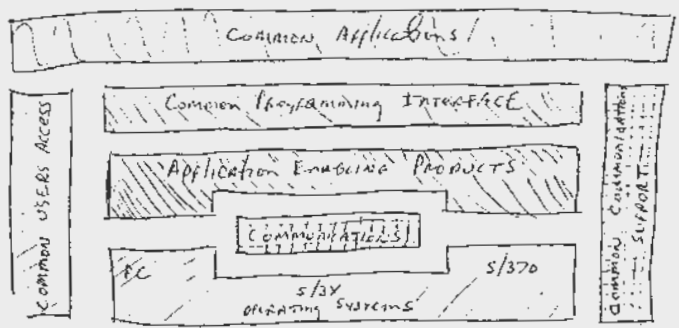 COMMON APPLICATIONS
COMMON USERS ACCESS
COMMON PROGRAMMING INTERFACE
APPLICATION ENABLING PRODUCTS
COMMUNICATIONS
PC
S/3X
S/370
OPERATING SYSTEMS
COMMON COMMUNICATIONS
SUPPORT